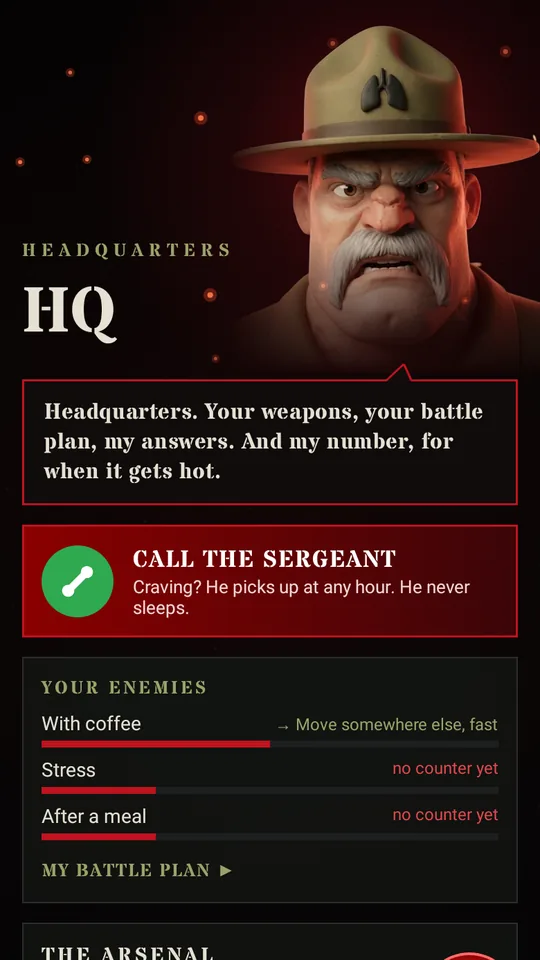 HEADQUARTERS
HQ
Headquarters. Your weapons, your battle
plan, my answers. And my number, for
when it gets hot.
CALL THE SERGEANT
Craving? He picks up at any hour. He never
sleeps.
YOUR ENEMIES
With coffee → Move somewhere else, fast
Stress no counter yet
After a meal no counter yet
MY BATTLE PLAN ►
THE ARSENAL